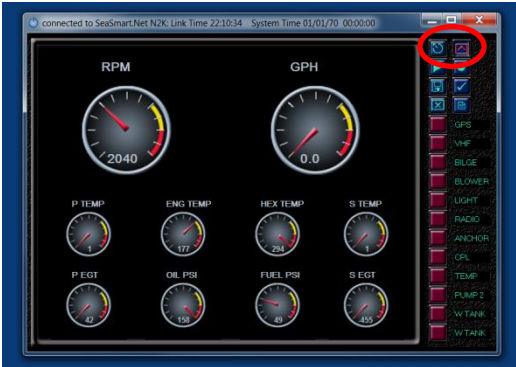 connected to SeaSmart.Net N2K: Link Time 22:10:34 System Time 01/01/70 00:00:00
RPM
GPH
2040
0.0
P TEMP
ENG TEMP
HEX TEMP
S TEMP
1
177
294
1
P EGT
OIL PSI
FUEL PSI
S EGT
42
158
49
455
GPS
VHF
BILGE
BLOWER
LIGHT
RADIO
ANCHOR
CPL
TEMP
PUMP 2
W TANK
W TANK